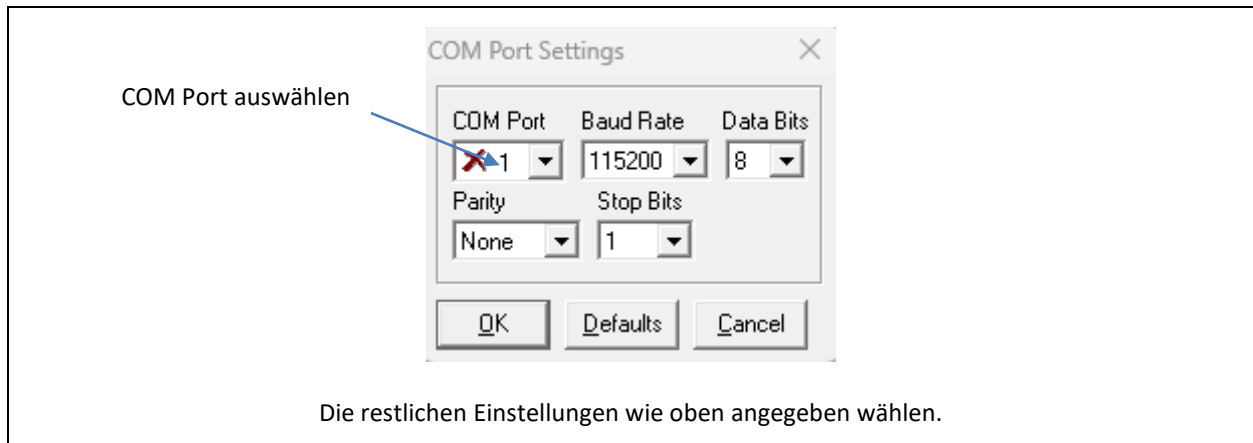 COM Port Settings
COM Port auswählen
COM Port Baud Rate Data Bits
1 115200 8
Parity Stop Bits
None 1
OK Defaults Cancel
Die restlichen Einstellungen wie oben angegeben wählen.